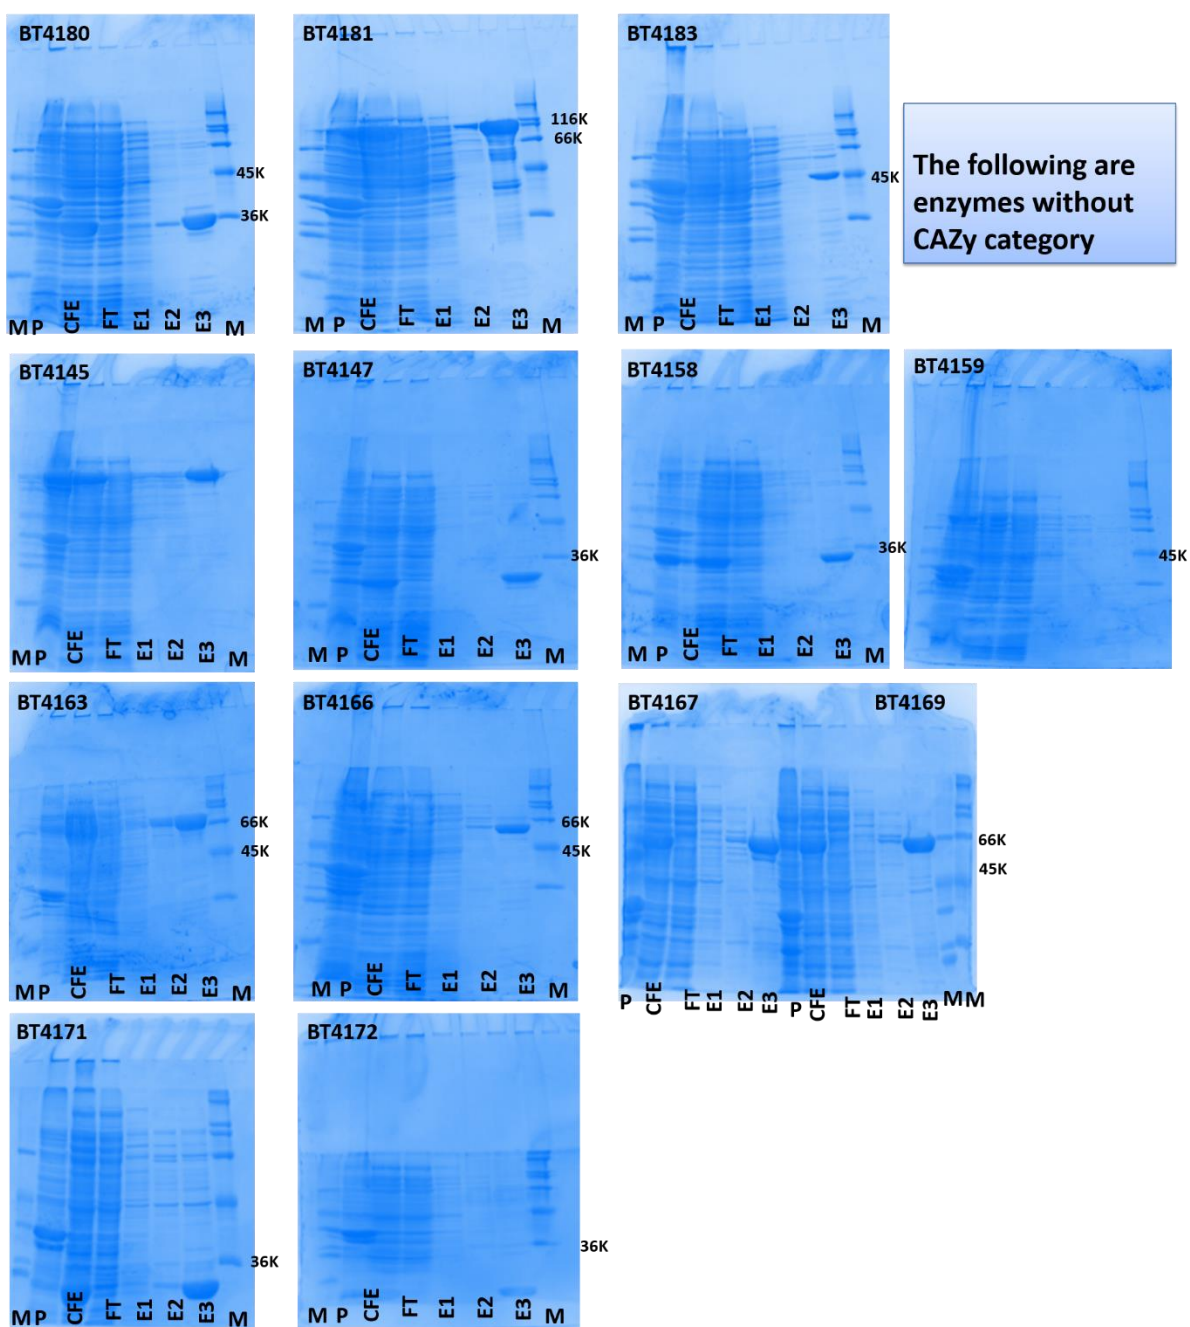 BT4180
BT4181
BT4183
116K
66K
45K
36K
45K
The following are
enzymes without
CAZy category
M P CFE FT E1 E2 E3 M
M P CFE FT E1 E2 E3 M
M P CFE FT E1 E2 E3 M
BT4145
BT4147
BT4158
BT4159
36K
36K
45K
M P CFE FT E1 E2 E3 M
M P CFE FT E1 E2 E3 M
M P CFE FT E1 E2 E3 M
BT4163
BT4166
BT4167
BT4169
66K
45K
66K
45K
66K
45K
M P CFE FT E1 E2 E3 M
M P CFE FT E1 E2 E3 M
P CFE FT E1 E2 E3 P CFE FT E1 E2 E3 M M
BT4171
BT4172
36K
36K
M P CFE FT E1 E2 E3 M
M P CFE FT E1 E2 E3 M